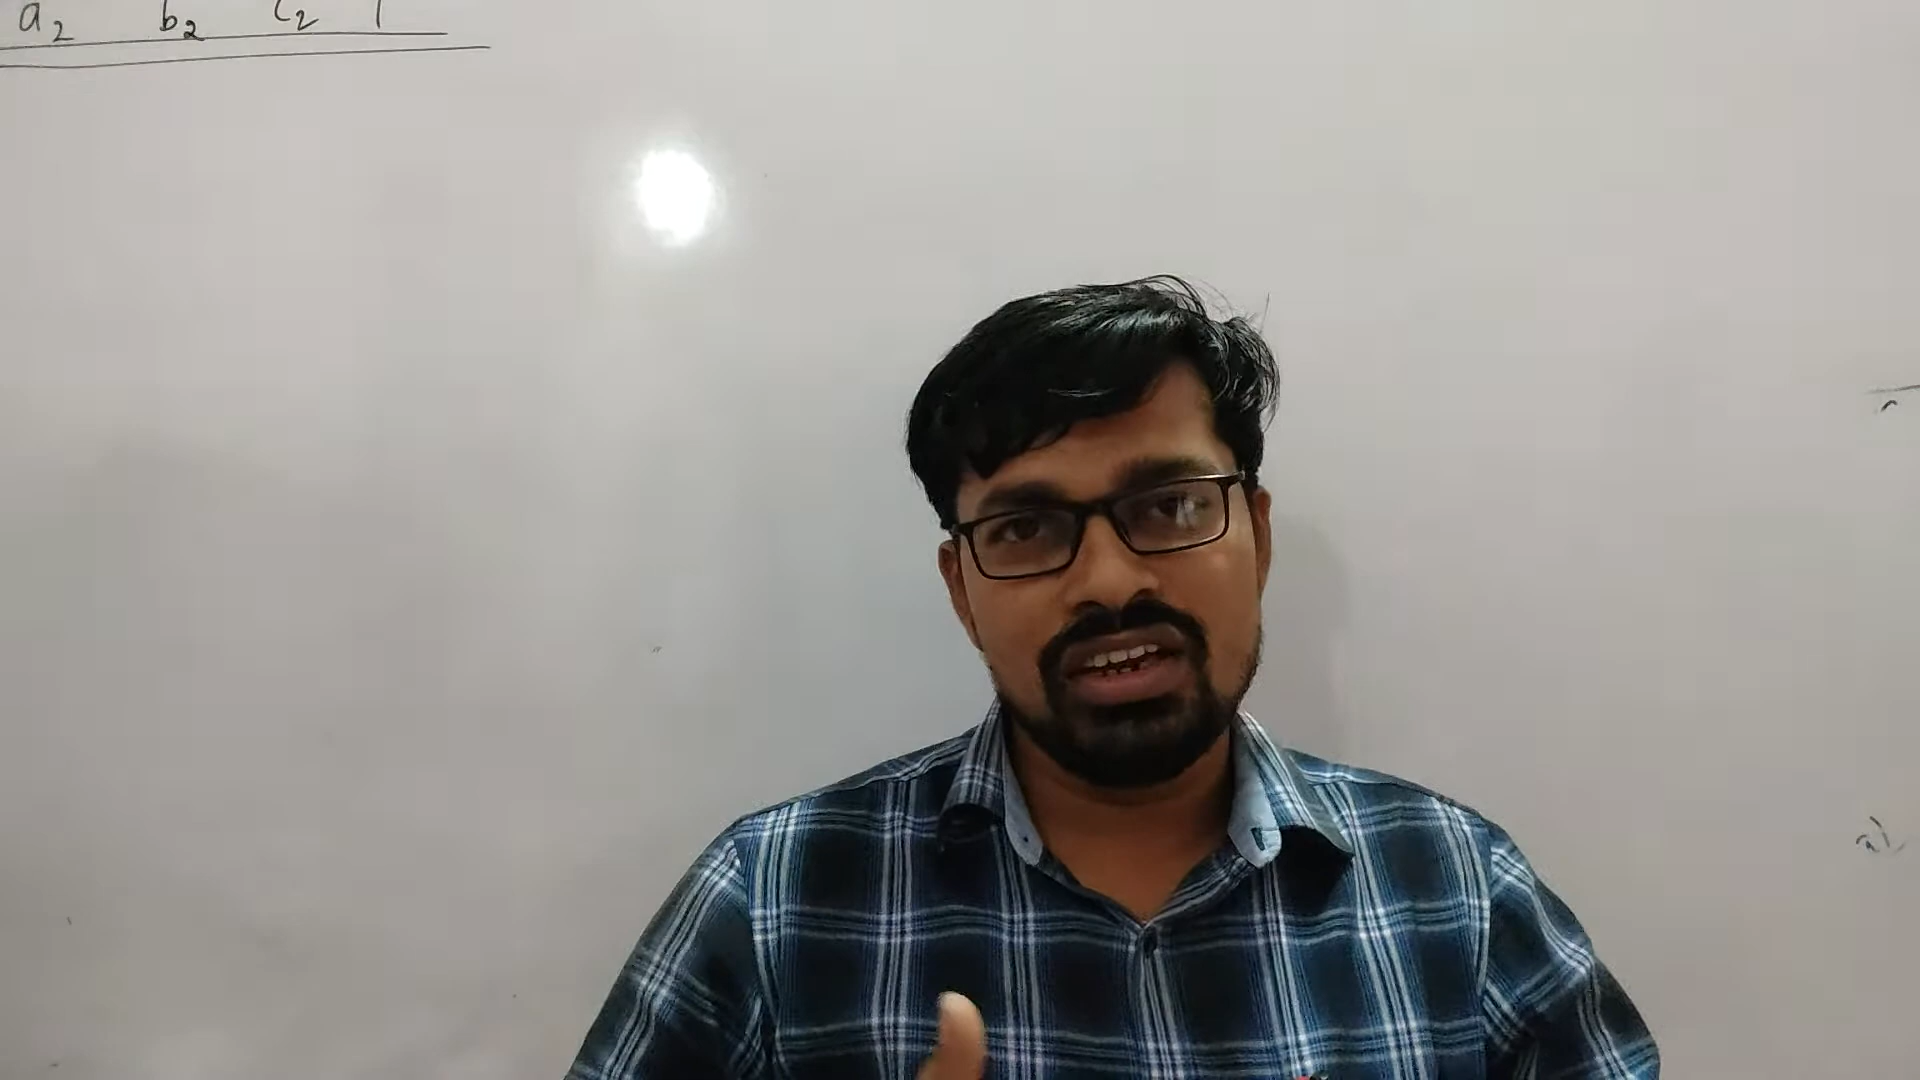 a₂ b₂ c₂ |